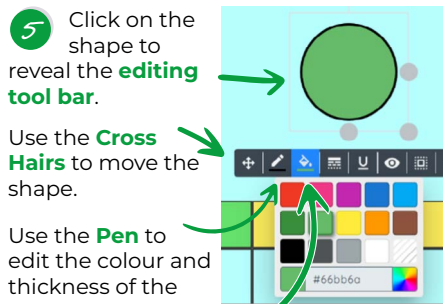 5 Click on the
shape to
reveal the editing
tool bar.
Use the Cross
Hairs to move the
shape.
Use the Pen to
edit the colour and
thickness of the
U
#66bb6a